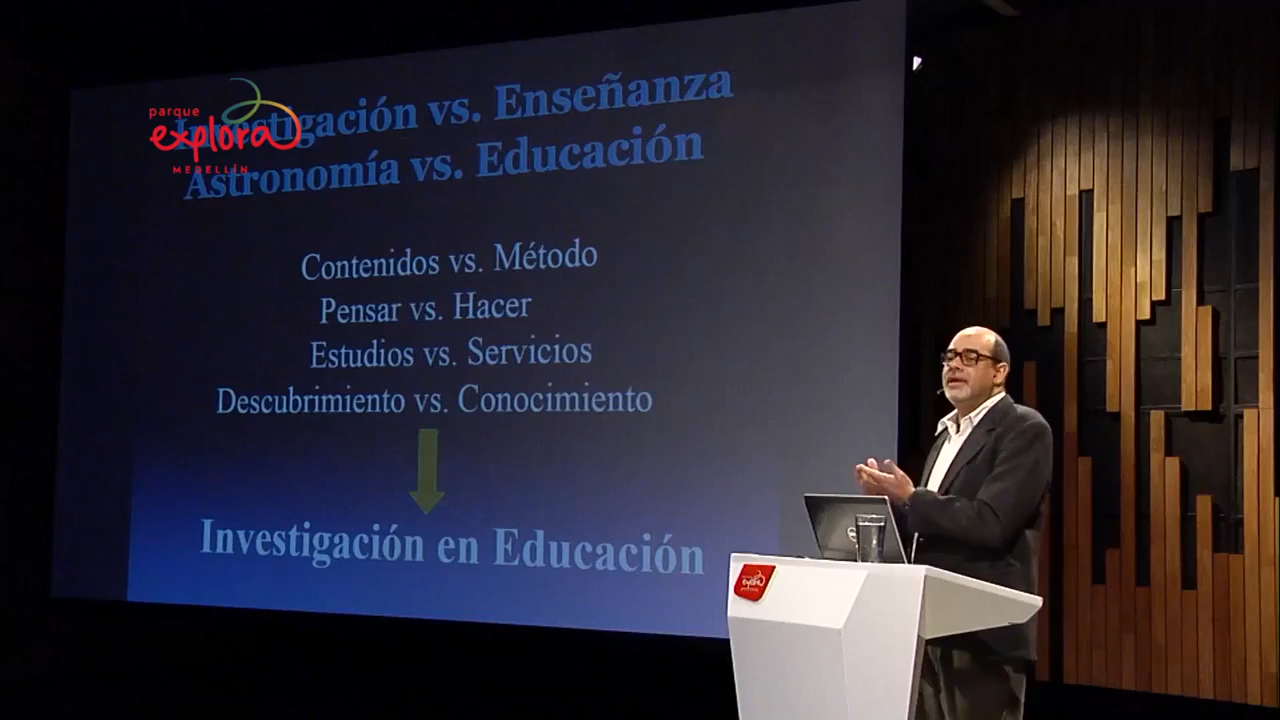 parque
explora
MEDELLÍN
Investigación vs. Enseñanza
Astronomía vs. Educación
Contenidos vs. Método
Pensar vs. Hacer
Estudios vs. Servicios
Descubrimiento vs. Conocimiento
Investigación en Educación
explora